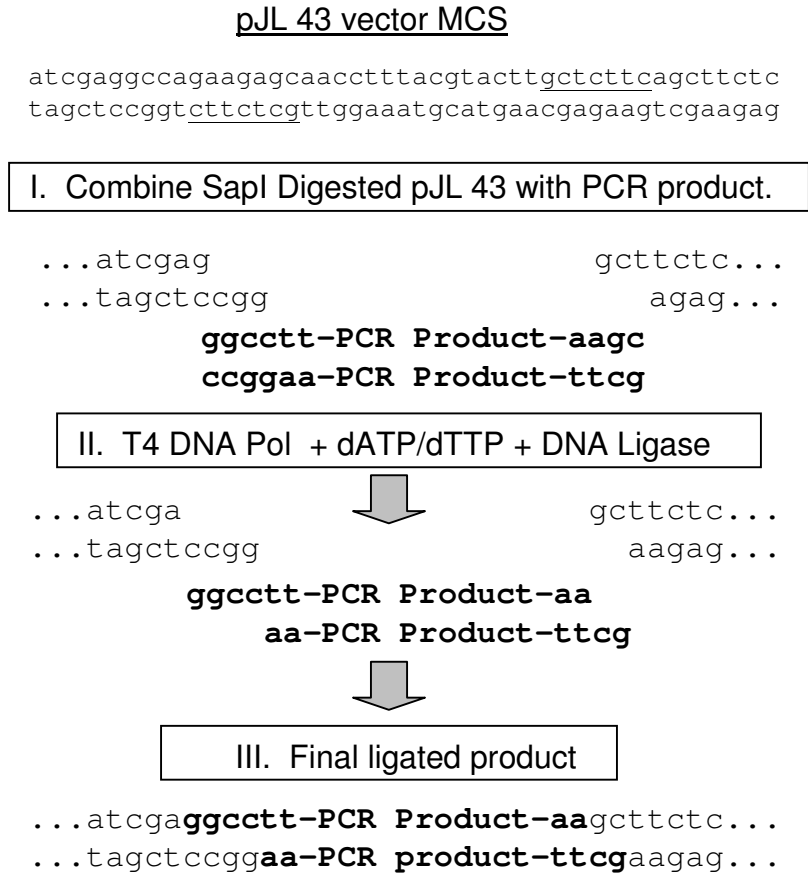 pJL 43 vector MCS
atcgaggccagaagagcaacctttacgtacttgctcttcagcttctc
tagctccggtcttctcgttggaaatgcatgaacgagaagtcgaagag
I. Combine SapI Digested pJL 43 with PCR product.
...atcgag gcttctc...
...tagctccgg agag...
ggcctt-PCR Product-aagc
ccggaa-PCR Product-ttcg
II. T4 DNA Pol + dATP/dTTP + DNA Ligase
...atcga gcttctc...
...tagctccgg aagag...
ggcctt-PCR Product-aa
aa-PCR Product-ttcg
III. Final ligated product
...atcgaggcctt-PCR Product-aagcttctc...
...tagctccggaa-PCR product-ttcgaagag...